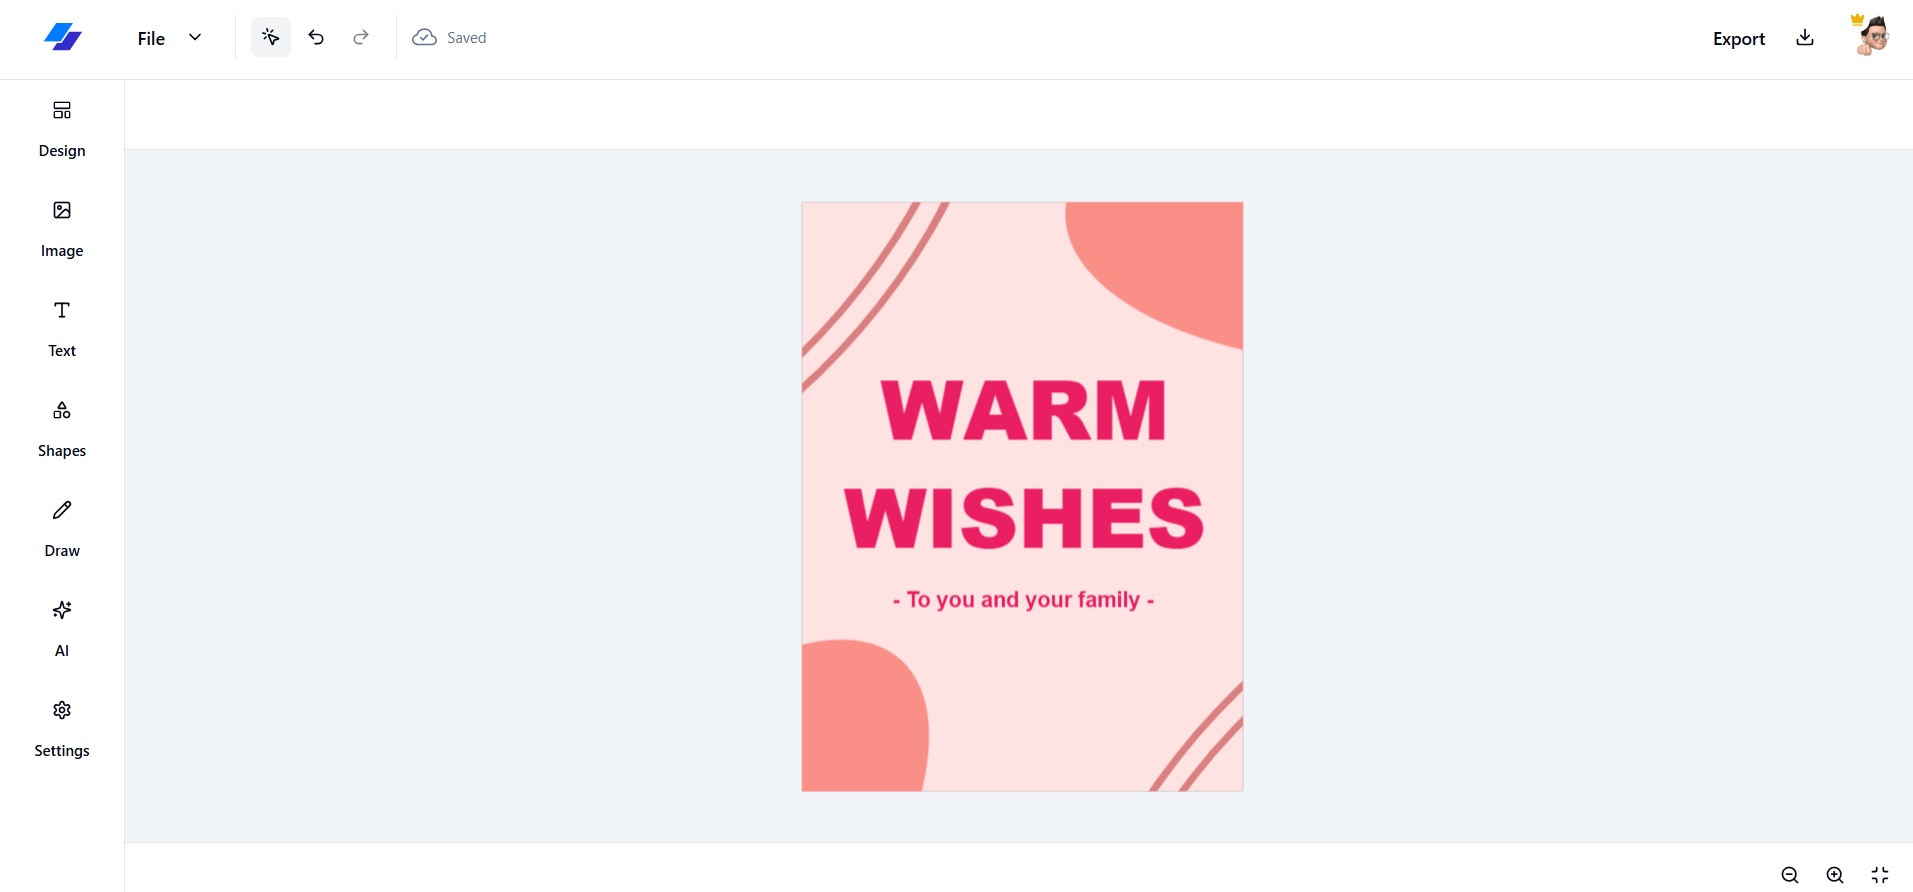 File
Saved
Export
Design
Image
Text
Shapes
Draw
AI
Settings
WARM
WISHES
- To you and your family -